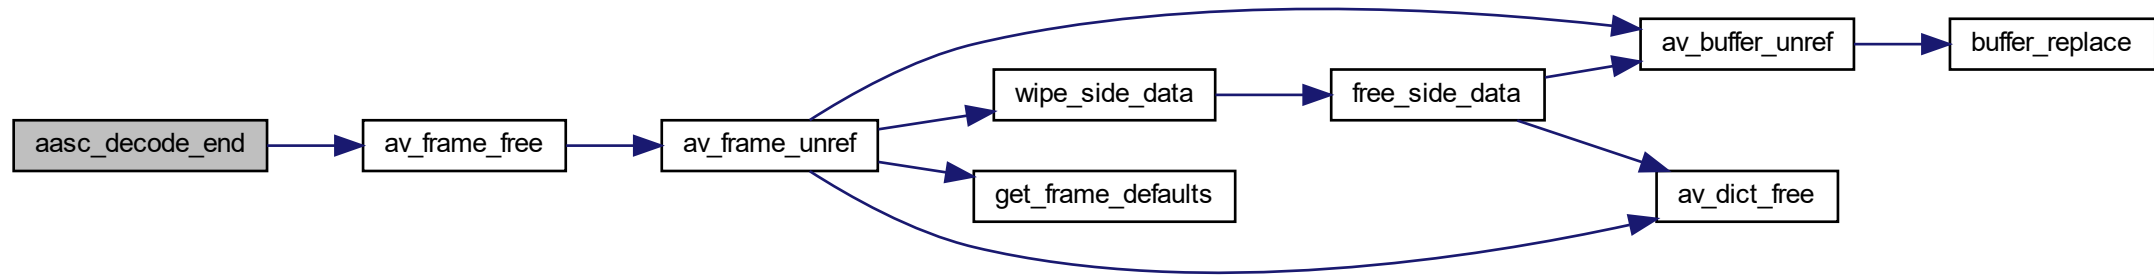 aasc_decode_end
av_frame_free
av_frame_unref
wipe_side_data
get_frame_defaults
free_side_data
av_buffer_unref
av_dict_free
buffer_replace